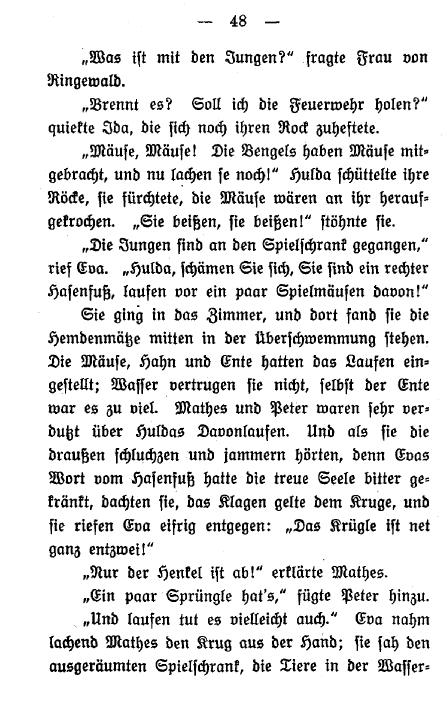 — 48 —
„Was ist mit den Jungen?“ fragte Frau von
Ringewald.
„Brennt es? Soll ich die Feuerwehr holen?“
quiekte Ida, die sich noch ihren Rock zuheftete.
„Mäuse, Mäuse! Die Bengels haben Mäuse mit-
gebracht, und nu lachen se noch!“ Hulda schüttelte ihre
Röcke, sie fürchtete, die Mäuse wären an ihr herauf-
gekrochen. „Sie beißen, sie beißen!“ stöhnte sie.
„Die Jungen sind an den Spielschrank gegangen,“
rief Eva. „Hulda, schämen Sie sich, Sie sind ein rechter
Hasenfuß, laufen vor ein paar Spielmäusen davon!“
Sie ging in das Zimmer, und dort fand sie die
Hemdenmätze mitten in der Überschwemmung stehen.
Die Mäuse, Hahn und Ente hatten das Laufen ein-
gestellt; Wasser vertrugen sie nicht, selbst der Ente
war es zu viel. Mathes und Peter waren sehr ver-
dutzt über Huldas Davonlaufen. Und als sie die
draußen schluchzen und jammern hörten, denn Evas
Wort vom Hasenfuß hatte die treue Seele bitter ge-
kränkt, dachten sie, das Klagen gelte dem Kruge, und
sie riefen Eva eifrig entgegen: „Das Krügle ist net
ganz entzwei!“
„Nur der Henkel ist ab!“ erklärte Mathes.
„Ein paar Sprüngle hat's,“ fügte Peter hinzu.
„Und laufen tut es vielleicht auch.“ Eva nahm
lachend Mathes den Krug aus der Hand; sie sah den
ausgeräumten Spielschrank, die Tiere in der Wasser-